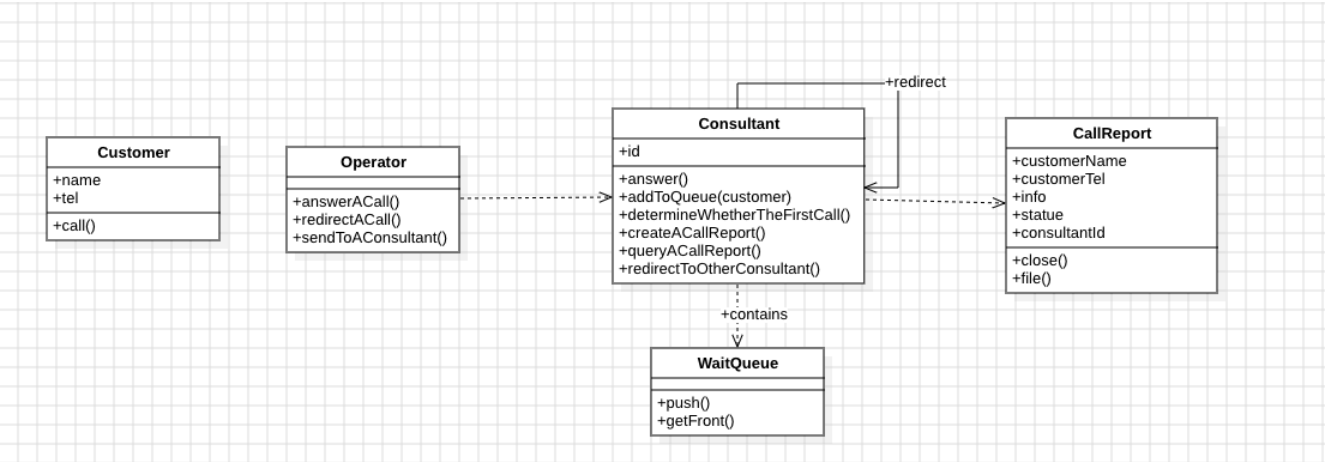 +redirect
Customer
+name
+tel
+call()
Operator
+answerACall()
+redirectACall()
+sendToAConsultant()
Consultant
+id
+answer()
+addToQueue(customer)
+determineWhetherTheFirstCall()
+createACallReport()
+queryACallReport()
+redirectToOtherConsultant()
CallReport
+customerName
+customerTel
+info
+statue
+consultantId
+close()
+file()
+contains
WaitQueue
+push()
+getFront()